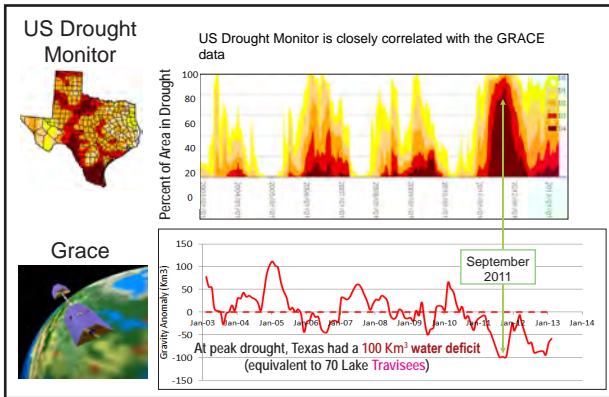 US Drought
Monitor
US Drought Monitor is closely correlated with the GRACE
data
Percent of Area in Drought
100
80
60
40
20
0
D4
September
2011
Grace
Gravity Anomaly (Km3)
150
100
50
0
-50
-100
-150
Jan-03 Jan-04 Jan-05 Jan-06 Jan-07 Jan-08 Jan-09 Jan-10 Jan-11 Jan-12 Jan-13 Jan-14
At peak drought, Texas had a 100 Km³ water deficit
(equivalent to 70 Lake Travisees)